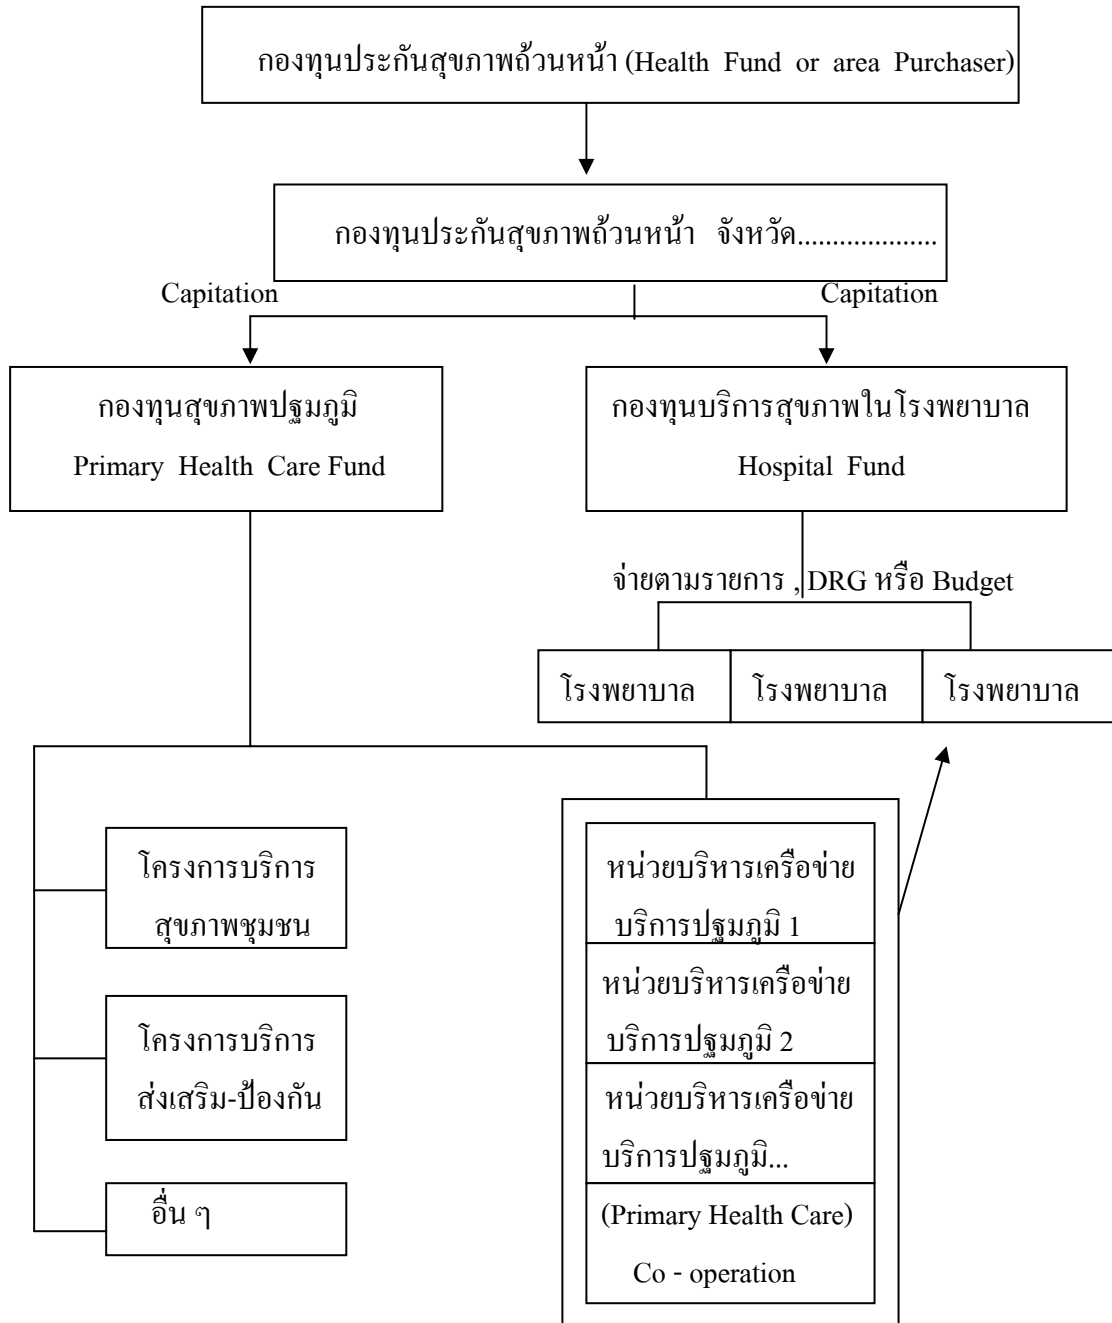 กองทุนประกันสุขภาพถ้วนหน้า (Health Fund or area Purchaser)
กองทุนประกันสุขภาพถ้วนหน้า จังหวัด....................
Capitation
Capitation
กองทุนสุขภาพปฐมภูมิ
Primary Health Care Fund
กองทุนบริการสุขภาพในโรงพยาบาล
Hospital Fund
จ่ายตามรายการ , DRG หรือ Budget
โรงพยาบาล
โรงพยาบาล
โรงพยาบาล
โครงการบริการ
สุขภาพชุมชน
โครงการบริการ
ส่งเสริม-ป้องกัน
อื่น ๆ
หน่วยบริหารเครือข่าย
บริการปฐมภูมิ 1
หน่วยบริหารเครือข่าย
บริการปฐมภูมิ 2
หน่วยบริหารเครือข่าย
บริการปฐมภูมิ...
(Primary Health Care)
Co - operation